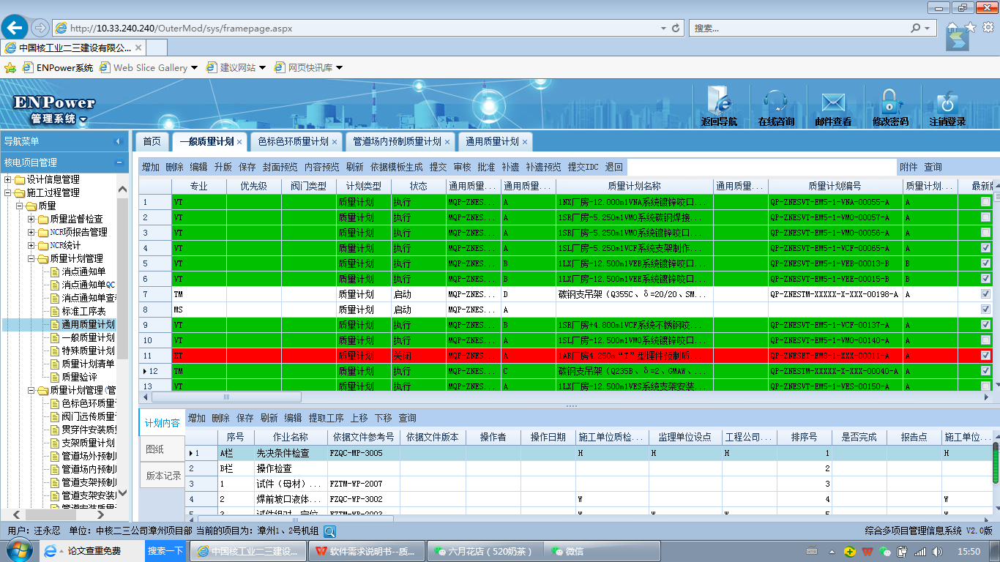 http://10.33.240.240/OuterMod/sys/framepage.aspx
搜索...
中国核工业二三建设有限公...
ENPower系统 Web Slice Gallery 建议网站 网页快讯库
ENPower
管理系统
返回导航 在线咨询 邮件查看 修改密码 注销登录
导航菜单
首页 一般质量计划 色标色环质量计划 管道场内预制质量计划 通用质量计划
核电项目管理
设计信息管理
施工过程管理
质量
质量监督检查
NCR项报告管理
NCR统计
质量计划管理
消点通知单
消点通知单QC
消点通知单查
标准工序表
通用质量计划
一般质量计划
特殊质量计划
质量计划清单
质量验评
质量计划管理(管
色标色环质量
阀门远传质量
贯穿件安装质
支架质量计划
管道场外预制
管道场内预制
管道支架预制
管道支架安装
管道安装质量
增加 删除 编辑 升版 保存 封面预览 内容预览 刷新 依据模板生成 提交 审核 批准 补遗 补遗预览 提交IDC 退回 附件 查询
专业 优先级 阀门类型 计划类型 状态 通用质量... 通用质量... 质量计划名称 通用质量... 质量计划编号 质量计划... 最新版
1 VT 质量计划 执行 MQP-ZNES... A 1NX厂房-12.000m1VNA系统镀锌咬口... QP-ZNESVT-EM5-1-VNA-00055-A A
2 VT 质量计划 执行 MQP-ZNES... A 1SR厂房-5.250m1VMO系统碳钢焊接... QP-ZNESVT-EM5-1-VMO-00057-A A
3 VT 质量计划 执行 MQP-ZNES... A 1SR厂房-5.250m1VMO系统镀锌咬口... QP-ZNESVT-EM5-1-VMO-00056-A A
4 VT 质量计划 执行 MQP-ZNES... A 1SL厂房-5.250m1VCF系统支架制作... QP-ZNESVT-EM5-1-VCF-00065-A A
5 VT 质量计划 执行 MQP-ZNES... B 1LX厂房-12.500m1VEB系统镀锌咬口... QP-ZNESVT-EM5-1-VEB-00013-B B
6 VT 质量计划 执行 MQP-ZNES... B 1LX厂房-12.500m1VEE系统镀锌咬口... QP-ZNESVT-EM5-1-VEE-00015-B B
7 TM 质量计划 启动 MQP-ZNES... D 碳钢支吊架（Q355C、δ=20/20、SM... QP-ZNESTM-XXXXX-X-XXX-00198-A A
8 MS 质量计划 启动 MQP-ZNES... A
9 VT 质量计划 执行 MQP-ZNES... B 1SR厂房+4.800m1VCF系统不锈钢咬... QP-ZNESVT-EM5-1-VCF-00137-A A
10 VT 质量计划 执行 MQP-ZNES... A 1SL厂房-12.500m1VMO系统镀锌咬口... QP-ZNESVT-EM5-1-VMO-00140-A A
11 ET 质量计划 关闭 MQP-ZNES... A 1AR厂房4.250m“T”型埋件预制质... QP-ZNESET-EM8-1-XXX-00011-A A
12 TM 质量计划 执行 MQP-ZNES... C 碳钢支吊架（Q235B、δ=2、GMAW、... QP-ZNESTM-XXXXX-X-XXX-00040-A A
13 VT 质量计划 执行 MQP-ZNES... A 1LX厂房-12.500m1VES系统支架安装... QP-ZNESVT-EM5-1-VES-00150-A A
计划内容
图纸
版本记录
增加 删除 保存 刷新 编辑 提取工序 上移 下移 查询
序号 作业名称 依据文件参考号 依据文件版本 操作者 操作日期 施工单位质检... 监理单位设点 工程公司... 排序号 是否完成 报告点 施工单位...
1 A栏 先决条件检查 FZQC-MP-3005 H H H 1 H
2 B栏 操作检查 2
3 1 试件（母材）... FZTM-WP-2007 3
4 2 焊前坡口液体... FZQC-WP-3002 W 4 W
5 3 试件组对、定位... FZTM-WP-2003 W W W 5 W
用户：汪永忍 单位：中核二三公司漳州项目部 当前的项目为：漳州1、2号机组 综合多项目管理信息系统 V2.0版
论文查重免费 搜索一下 中国核工业二三建设... 软件需求说明书--质... 六月花店（520奶茶） 微信 15:50